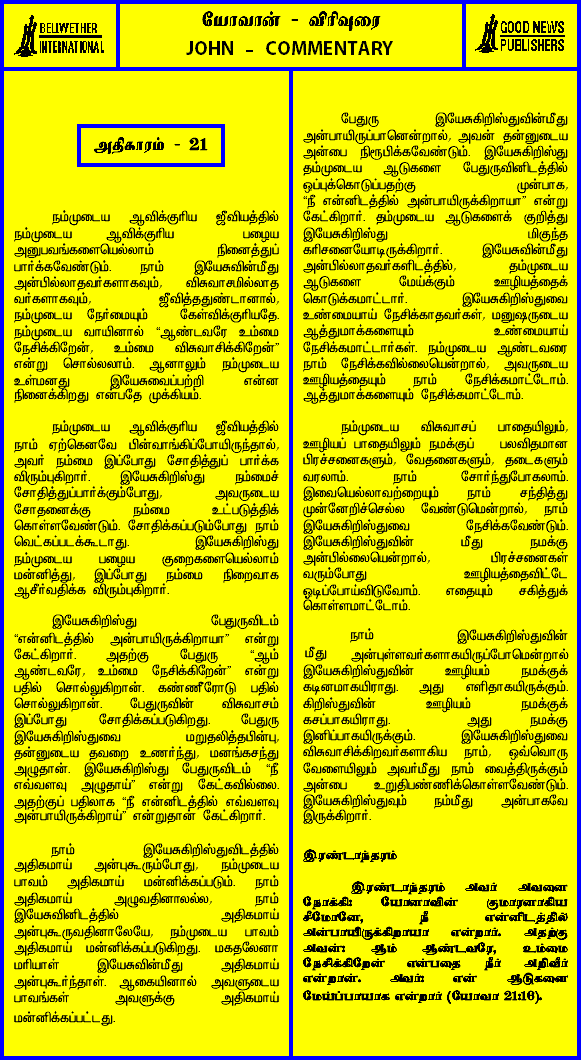 BELWETHER
INTERNATIONAL
யோவான் - விரிவுரை
JOHN - COMMENTARY
GOOD NEWS
PUBLISHERS
அதிகாரம் - 21
நம்முடைய ஆவிக்குரிய ஜீவியத்தில்
நம்முடைய ஆவிக்குரிய பழைய
அனுபவங்களையெல்லாம் நினைத்துப்
பார்க்கவேண்டும். நாம் இயேசுவின்மீது
அன்பில்லாதவர்களாகவும், விசுவாசமில்லாத
வர்களாகவும், ஜீவித்ததுண்டானால்,
நம்முடைய நேர்மையும் கேள்விக்குரியதே.
நம்முடைய வாயினால் “ஆண்டவரே உம்மை
நேசிக்கிறேன், உம்மை விசுவாசிக்கிறேன்”
என்று சொல்லலாம். ஆனாலும் நம்முடைய
உள்மனது இயேசுவைப்பற்றி என்ன
நினைக்கிறது என்பதே முக்கியம்.
நம்முடைய ஆவிக்குரிய ஜீவியத்தில்
நாம் ஏற்கெனவே பின்வாங்கிப்போயிருந்தால்,
அவர் நம்மை இப்போது சோதித்துப் பார்க்க
விரும்புகிறார். இயேசுகிறிஸ்து நம்மைச்
சோதித்துப்பார்க்கும்போது, அவருடைய
சோதனைக்கு நம்மை உட்படுத்திக்
கொள்ளவேண்டும். சோதிக்கப்படும்போது நாம்
வெட்கப்படக்கூடாது. இயேசுகிறிஸ்து
நம்முடைய பழைய குறைகளையெல்லாம்
மன்னித்து, இப்போது நம்மை நிறைவாக
ஆசீர்வதிக்க விரும்புகிறார்.
இயேசுகிறிஸ்து பேதுருவிடம்
“என்னிடத்தில் அன்பாயிருக்கிறாயா” என்று
கேட்கிறார். அதற்கு பேதுரு “ஆம்
ஆண்டவரே, உம்மை நேசிக்கிறேன்” என்று
பதில் சொல்லுகிறான். கண்ணீரோடு பதில்
சொல்லுகிறான். பேதுருவின் விசுவாசம்
இப்போது சோதிக்கப்படுகிறது. பேதுரு
இயேசுகிறிஸ்துவை மறுதலித்தபின்பு,
தன்னுடைய தவறை உணர்ந்து, மனங்கசந்து
அழுதான். இயேசுகிறிஸ்து பேதுருவிடம் “நீ
எவ்வளவு அழுதாய்” என்று கேட்கவில்லை.
அதற்குப் பதிலாக “நீ என்னிடத்தில் எவ்வளவு
அன்பாயிருக்கிறாய்” என்றுதான் கேட்கிறார்.
நாம் இயேசுகிறிஸ்துவிடத்தில்
அதிகமாய் அன்புகூரும்போது, நம்முடைய
பாவம் அதிகமாய் மன்னிக்கப்படும். நாம்
அதிகமாய் அழுவதினாலல்ல, நாம்
இயேசுவினிடத்தில் அதிகமாய்
அன்புகூருவதினாலேயே, நம்முடைய பாவம்
அதிகமாய் மன்னிக்கப்படுகிறது. மகதலேனா
மரியாள் இயேசுவின்மீது அதிகமாய்
அன்புகூர்ந்தாள். ஆகையினால் அவளுடைய
பாவங்கள் அவளுக்கு அதிகமாய்
மன்னிக்கப்பட்டது.
பேதுரு இயேசுகிறிஸ்துவின்மீது
அன்பாயிருப்பானென்றால், அவன் தன்னுடைய
அன்பை நிரூபிக்கவேண்டும். இயேசுகிறிஸ்து
தம்முடைய ஆடுகளை பேதுருவினிடத்தில்
ஒப்புக்கொடுப்பதற்கு முன்பாக,
“நீ என்னிடத்தில் அன்பாயிருக்கிறாயா” என்று
கேட்கிறார். தம்முடைய ஆடுகளைக் குறித்து
இயேசுகிறிஸ்து மிகுந்த
கரிசனையோடிருக்கிறார். இயேசுவின்மீது
அன்பில்லாதவர்களிடத்தில், தம்முடைய
ஆடுகளை மேய்க்கும் ஊழியத்தைக்
கொடுக்கமாட்டார். இயேசுகிறிஸ்துவை
உண்மையாய் நேசிக்காதவர்கள், மனுஷருடைய
ஆத்துமாக்களையும் உண்மையாய்
நேசிக்கமாட்டார்கள். நம்முடைய ஆண்டவரை
நாம் நேசிக்கவில்லையென்றால், அவருடைய
ஊழியத்தையும் நாம் நேசிக்கமாட்டோம்.
ஆத்துமாக்களையும் நேசிக்கமாட்டோம்.
நம்முடைய விசுவாசப் பாதையிலும்,
ஊழியப் பாதையிலும் நமக்குப் பலவிதமான
பிரச்சனைகளும், வேதனைகளும், தடைகளும்
வரலாம். நாம் சோர்ந்துபோகலாம்.
இவையெல்லாவற்றையும் நாம் சந்தித்து
முன்னேறிச்செல்ல வேண்டுமென்றால், நாம்
இயேசுகிறிஸ்துவை நேசிக்கவேண்டும்.
இயேசுகிறிஸ்துவின் மீது நமக்கு
அன்பில்லையென்றால், பிரச்சனைகள்
வரும்போது ஊழியத்தைவிட்டே
ஓடிப்போய்விடுவோம். எதையும் சகித்துக்
கொள்ளமாட்டோம்.
நாம் இயேசுகிறிஸ்துவின்
மீது அன்புள்ளவர்களாகயிருப்போமென்றால்
இயேசுகிறிஸ்துவின் ஊழியம் நமக்குக்
கடினமாகயிராது. அது எளிதாகயிருக்கும்.
கிறிஸ்துவின் ஊழியம் நமக்குக்
கசப்பாகயிராது. அது நமக்கு
இனிப்பாகயிருக்கும். இயேசுகிறிஸ்துவை
விசுவாசிக்கிறவர்களாகிய நாம், ஒவ்வொரு
வேளையிலும் அவர்மீது நாம் வைத்திருக்கும்
அன்பை உறுதிபண்ணிக்கொள்ளவேண்டும்.
இயேசுகிறிஸ்துவும் நம்மீது அன்பாகவே
இருக்கிறார்.
இரண்டாந்தரம்
இரண்டாந்தரம் அவர் அவனை
நோக்கி: யோனாவின் குமாரனாகிய
சீமோனே, நீ என்னிடத்தில்
அன்பாயிருக்கிறாயா என்றார். அதற்கு
அவன்: ஆம் ஆண்டவரே, உம்மை
நேசிக்கிறேன் என்பதை நீர் அறிவீர்
என்றான். அவர்: என் ஆடுகளை
மேய்ப்பாயாக என்றார் (யோவா 21:16).